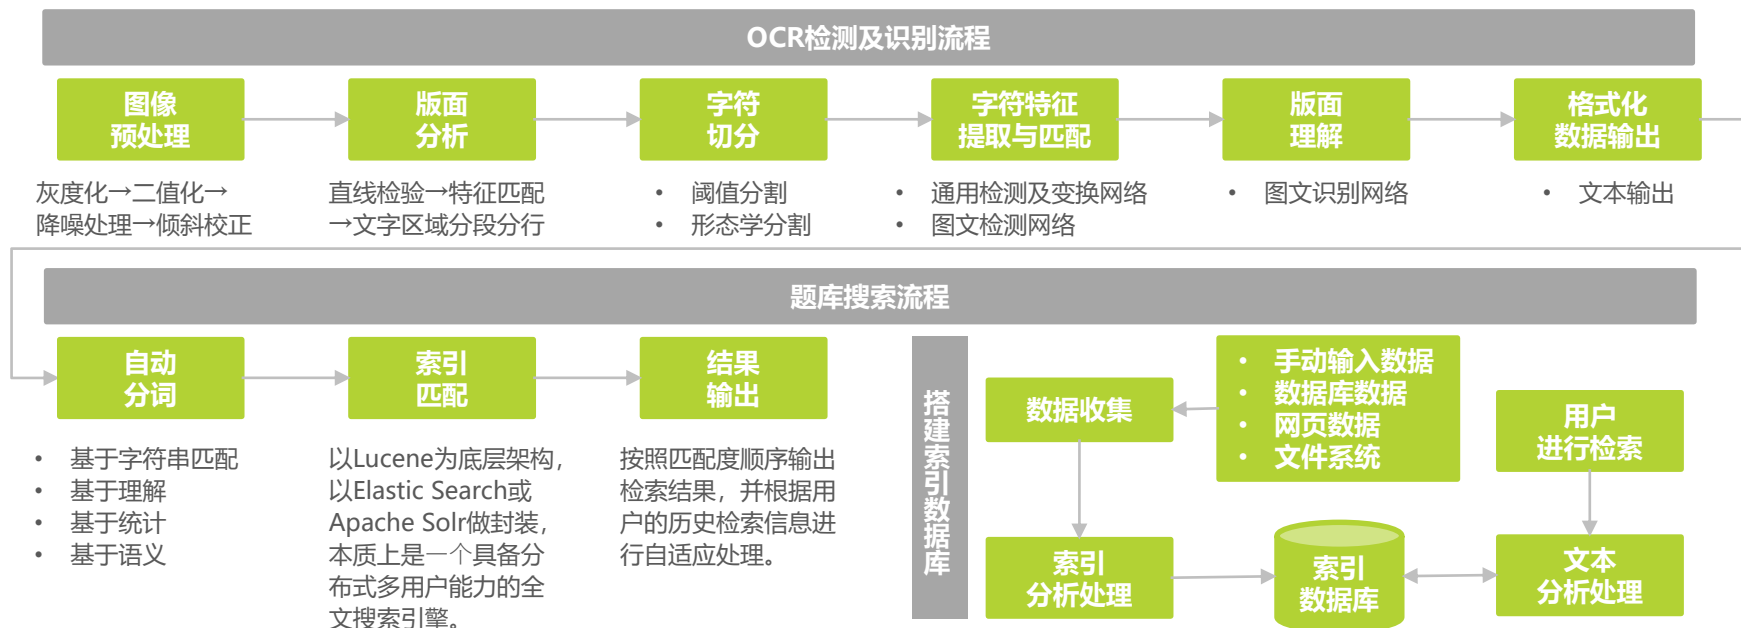 OCR检测及识别流程
图像
预处理
版面
分析
字符
切分
字符特征
提取与匹配
版面
理解
格式化
数据输出
灰度化→二值化→
降噪处理→倾斜校正
直线检验→特征匹配
→文字区域分段分行
• 阈值分割
• 形态学分割
• 通用检测及变换网络
• 图文检测网络
• 图文识别网络
• 文本输出
题库搜索流程
自动
分词
索引
匹配
结果
输出
• 基于字符串匹配
• 基于理解
• 基于统计
• 基于语义
以Lucene为底层架构，
以Elastic Search或
Apache Solr做封装，
本质上是一个具备分
布式多用户能力的全
文搜索引擎。
按照匹配度顺序输出
检索结果，并根据用
户的历史检索信息进
行自适应处理。
搭建索引数据库
数据收集
• 手动输入数据
• 数据库数据
• 网页数据
• 文件系统
用户
进行检索
索引
分析处理
索引
数据库
文本
分析处理